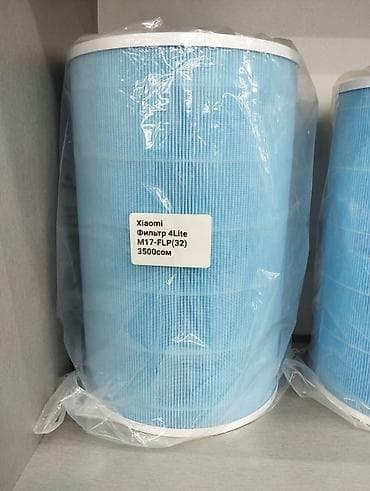 Xiaomi
Фильтр 4Lite
M17-FLP(32)
3500сом